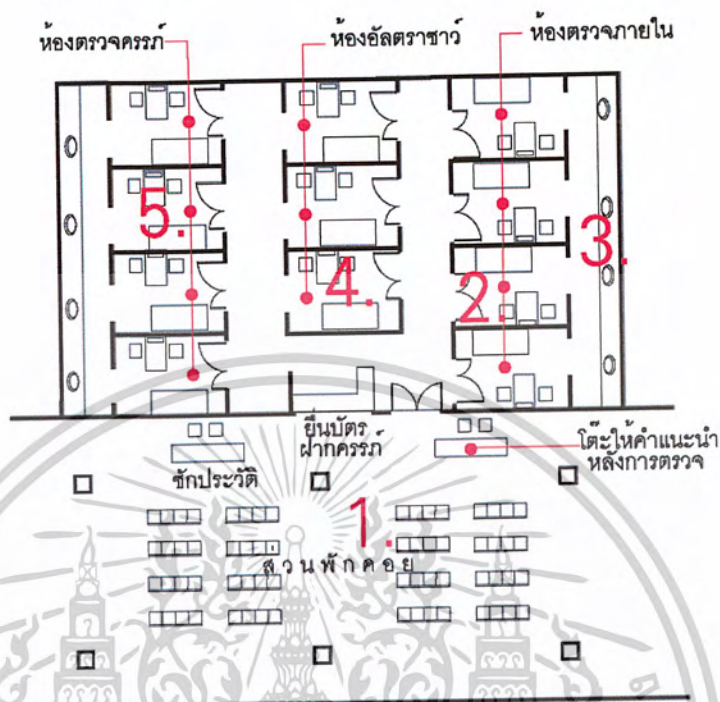 ห้องตรวจครรภ์
ห้องอัลตราซาว์
ห้องตรวจภายใน
5.
4.
2.
3.
ยื่นบัตร
ฝากครรภ์
ซักประวัติ
โต๊ะให้คำแนะนำ
หลังการตรวจ
1.
ส่วนพักคอย